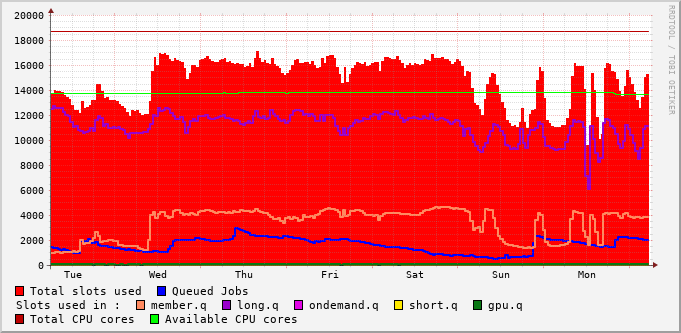 RRDTOOL / TOBI OETIKER
20000
18000
16000
14000
12000
10000
8000
6000
4000
2000
0
Tue Wed Thu Fri Sat Sun Mon
Total slots used Queued Jobs
Slots used in : member.q long.q ondemand.q short.q gpu.q
Total CPU cores Available CPU cores